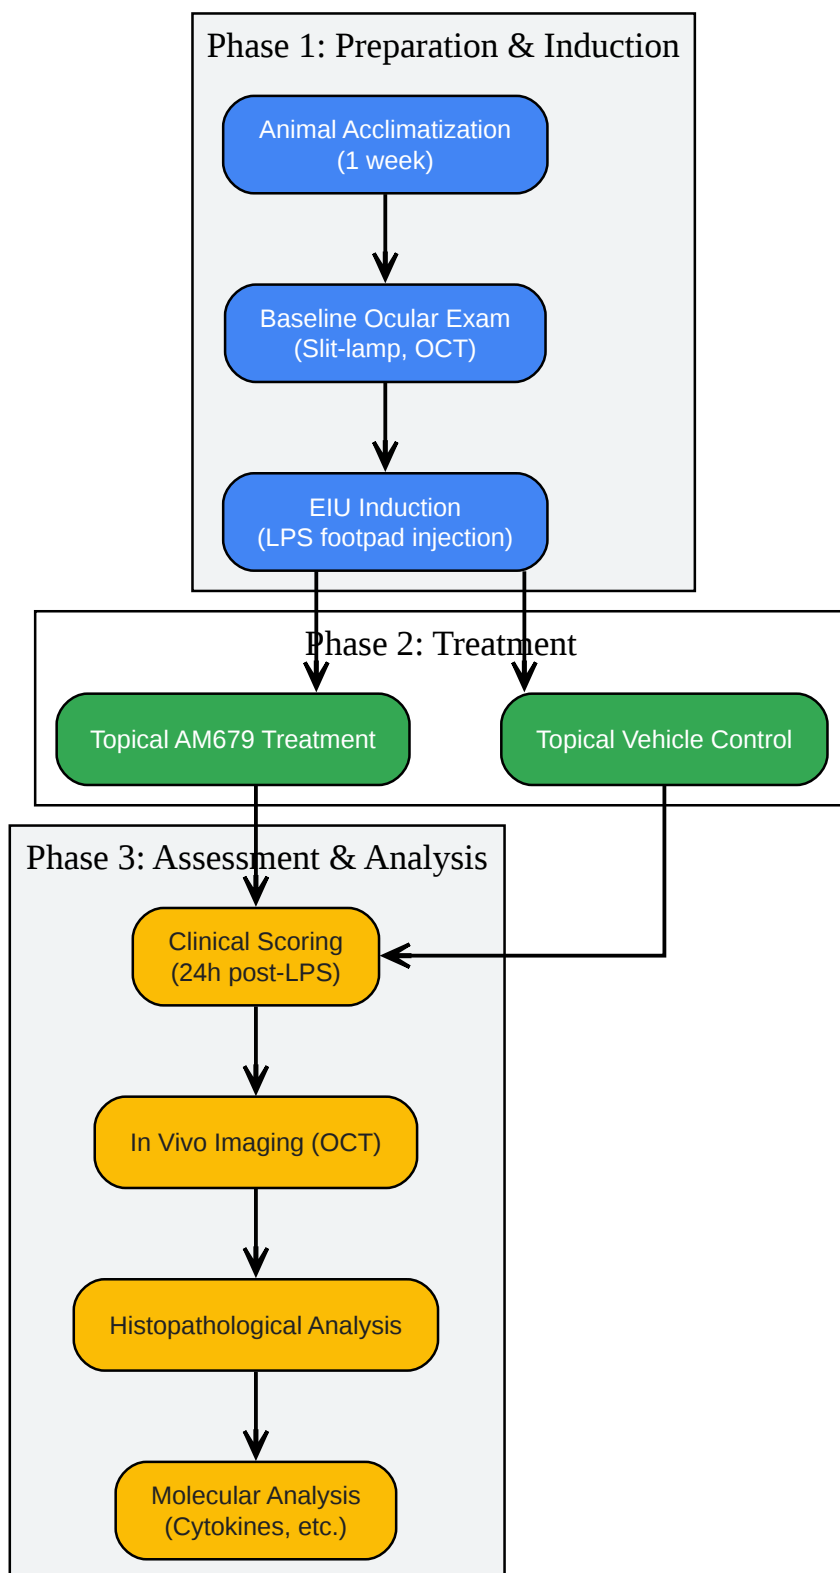 Phase 1: Preparation & Induction
Animal Acclimatization
(1 week)
Baseline Ocular Exam
(Slit-lamp, OCT)
EIU Induction
(LPS footpad injection)
Phase 2: Treatment
Topical AM679 Treatment
Topical Vehicle Control
Phase 3: Assessment & Analysis
Clinical Scoring
(24h post-LPS)
In Vivo Imaging (OCT)
Histopathological Analysis
Molecular Analysis
(Cytokines, etc.)